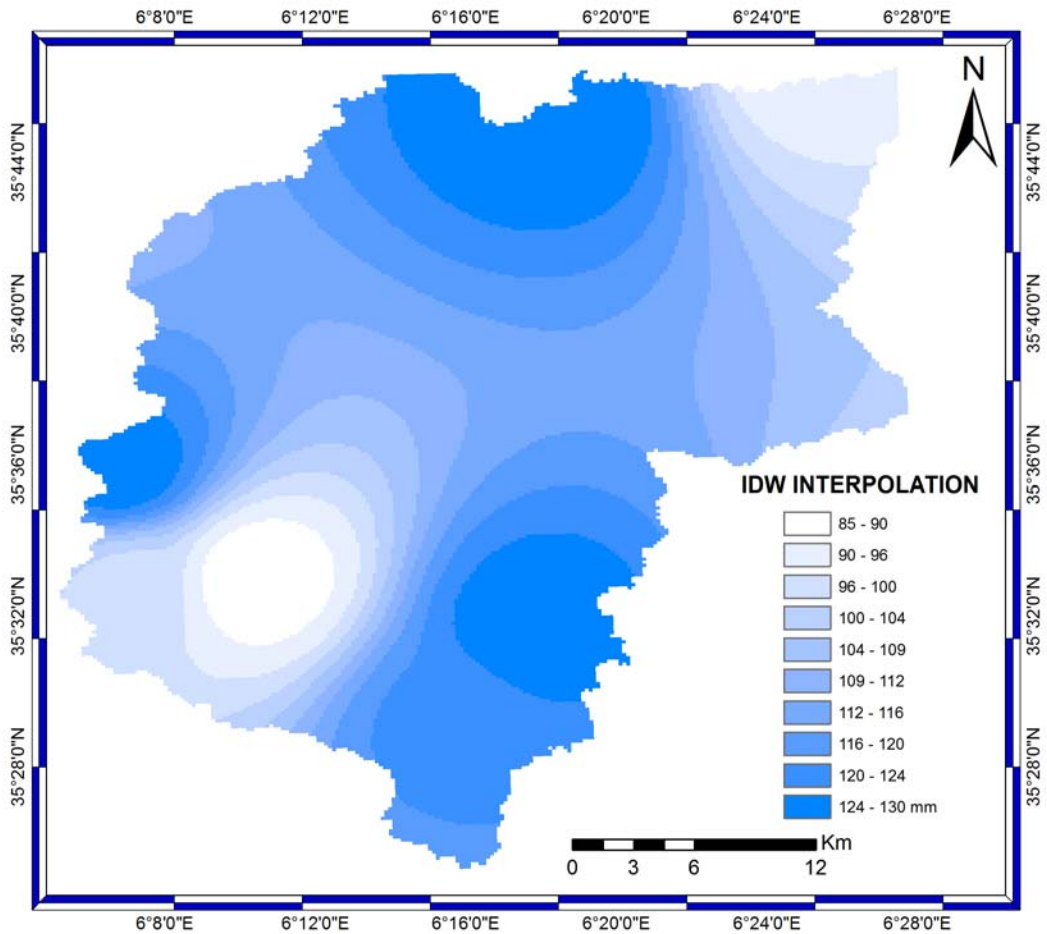 6°8'0"E 6°12'0"E 6°16'0"E 6°20'0"E 6°24'0"E 6°28'0"E
N
35°44'0"N
35°44'0"N
35°40'0"N
35°40'0"N
35°36'0"N
35°36'0"N
IDW INTERPOLATION
85 - 90
90 - 96
96 - 100
100 - 104
104 - 109
109 - 112
112 - 116
116 - 120
120 - 124
124 - 130 mm
35°32'0"N
35°32'0"N
35°28'0"N
35°28'0"N
Km
0 3 6 12
6°8'0"E 6°12'0"E 6°16'0"E 6°20'0"E 6°24'0"E 6°28'0"E